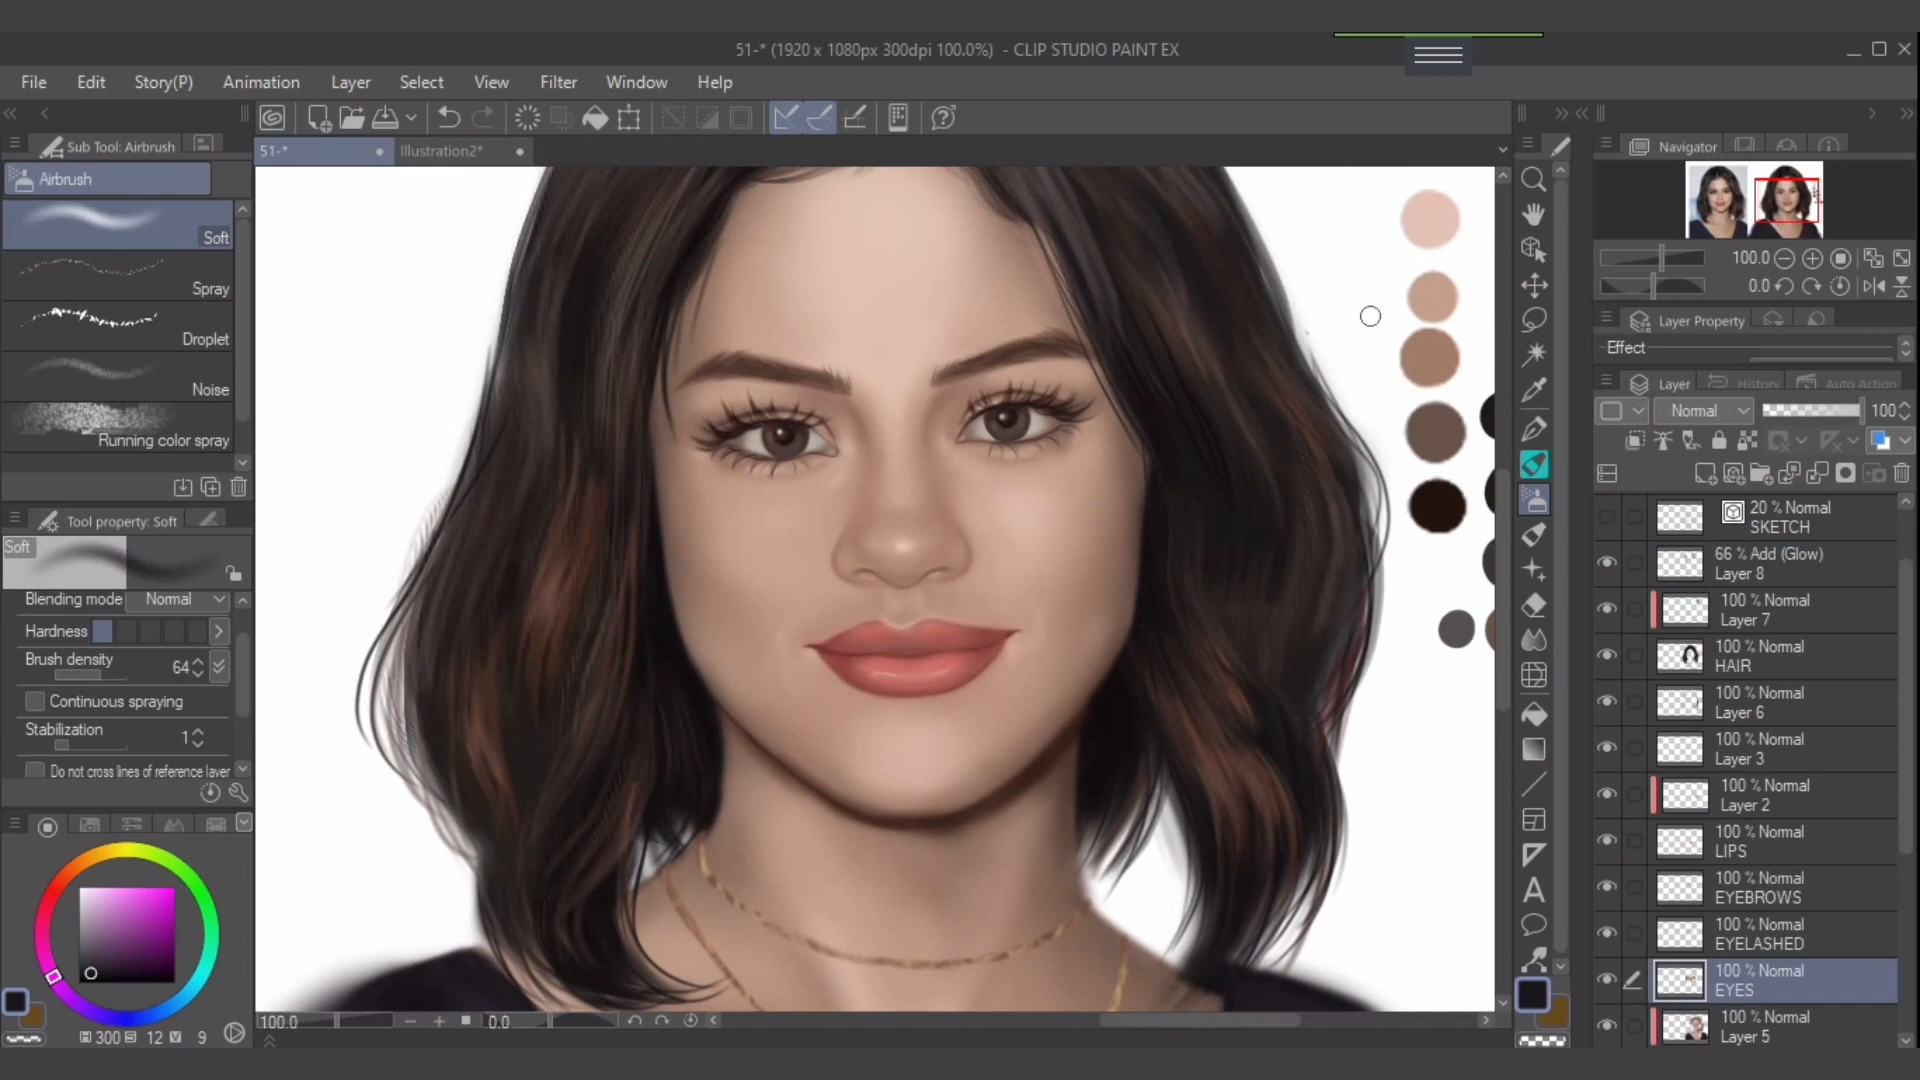 51-* (1920 x 1080px 300dpi 100.0%) - CLIP STUDIO PAINT EX
File Edit Story(P) Animation Layer Select View Filter Window Help
Sub Tool: Airbrush
51-*
Illustration2*
Navigator
Airbrush
Soft
Spray
Droplet
Noise
Running color spray
100.0
0.0
Layer Property
Effect
Layer
History
Auto Action
Normal
100
Tool property: Soft
Soft
Blending mode Normal
Hardness
Brush density 64
Continuous spraying
Stabilization 1
Do not cross lines of reference layer
20 % Normal
SKETCH
66 % Add (Glow)
Layer 8
100 % Normal
Layer 7
100 % Normal
HAIR
100 % Normal
Layer 6
100 % Normal
Layer 3
100 % Normal
Layer 2
100 % Normal
LIPS
100 % Normal
EYEBROWS
100 % Normal
EYELASHED
100 % Normal
EYES
100 % Normal
Layer 5
100.0
0.0
H 300 S 12 V 9
A